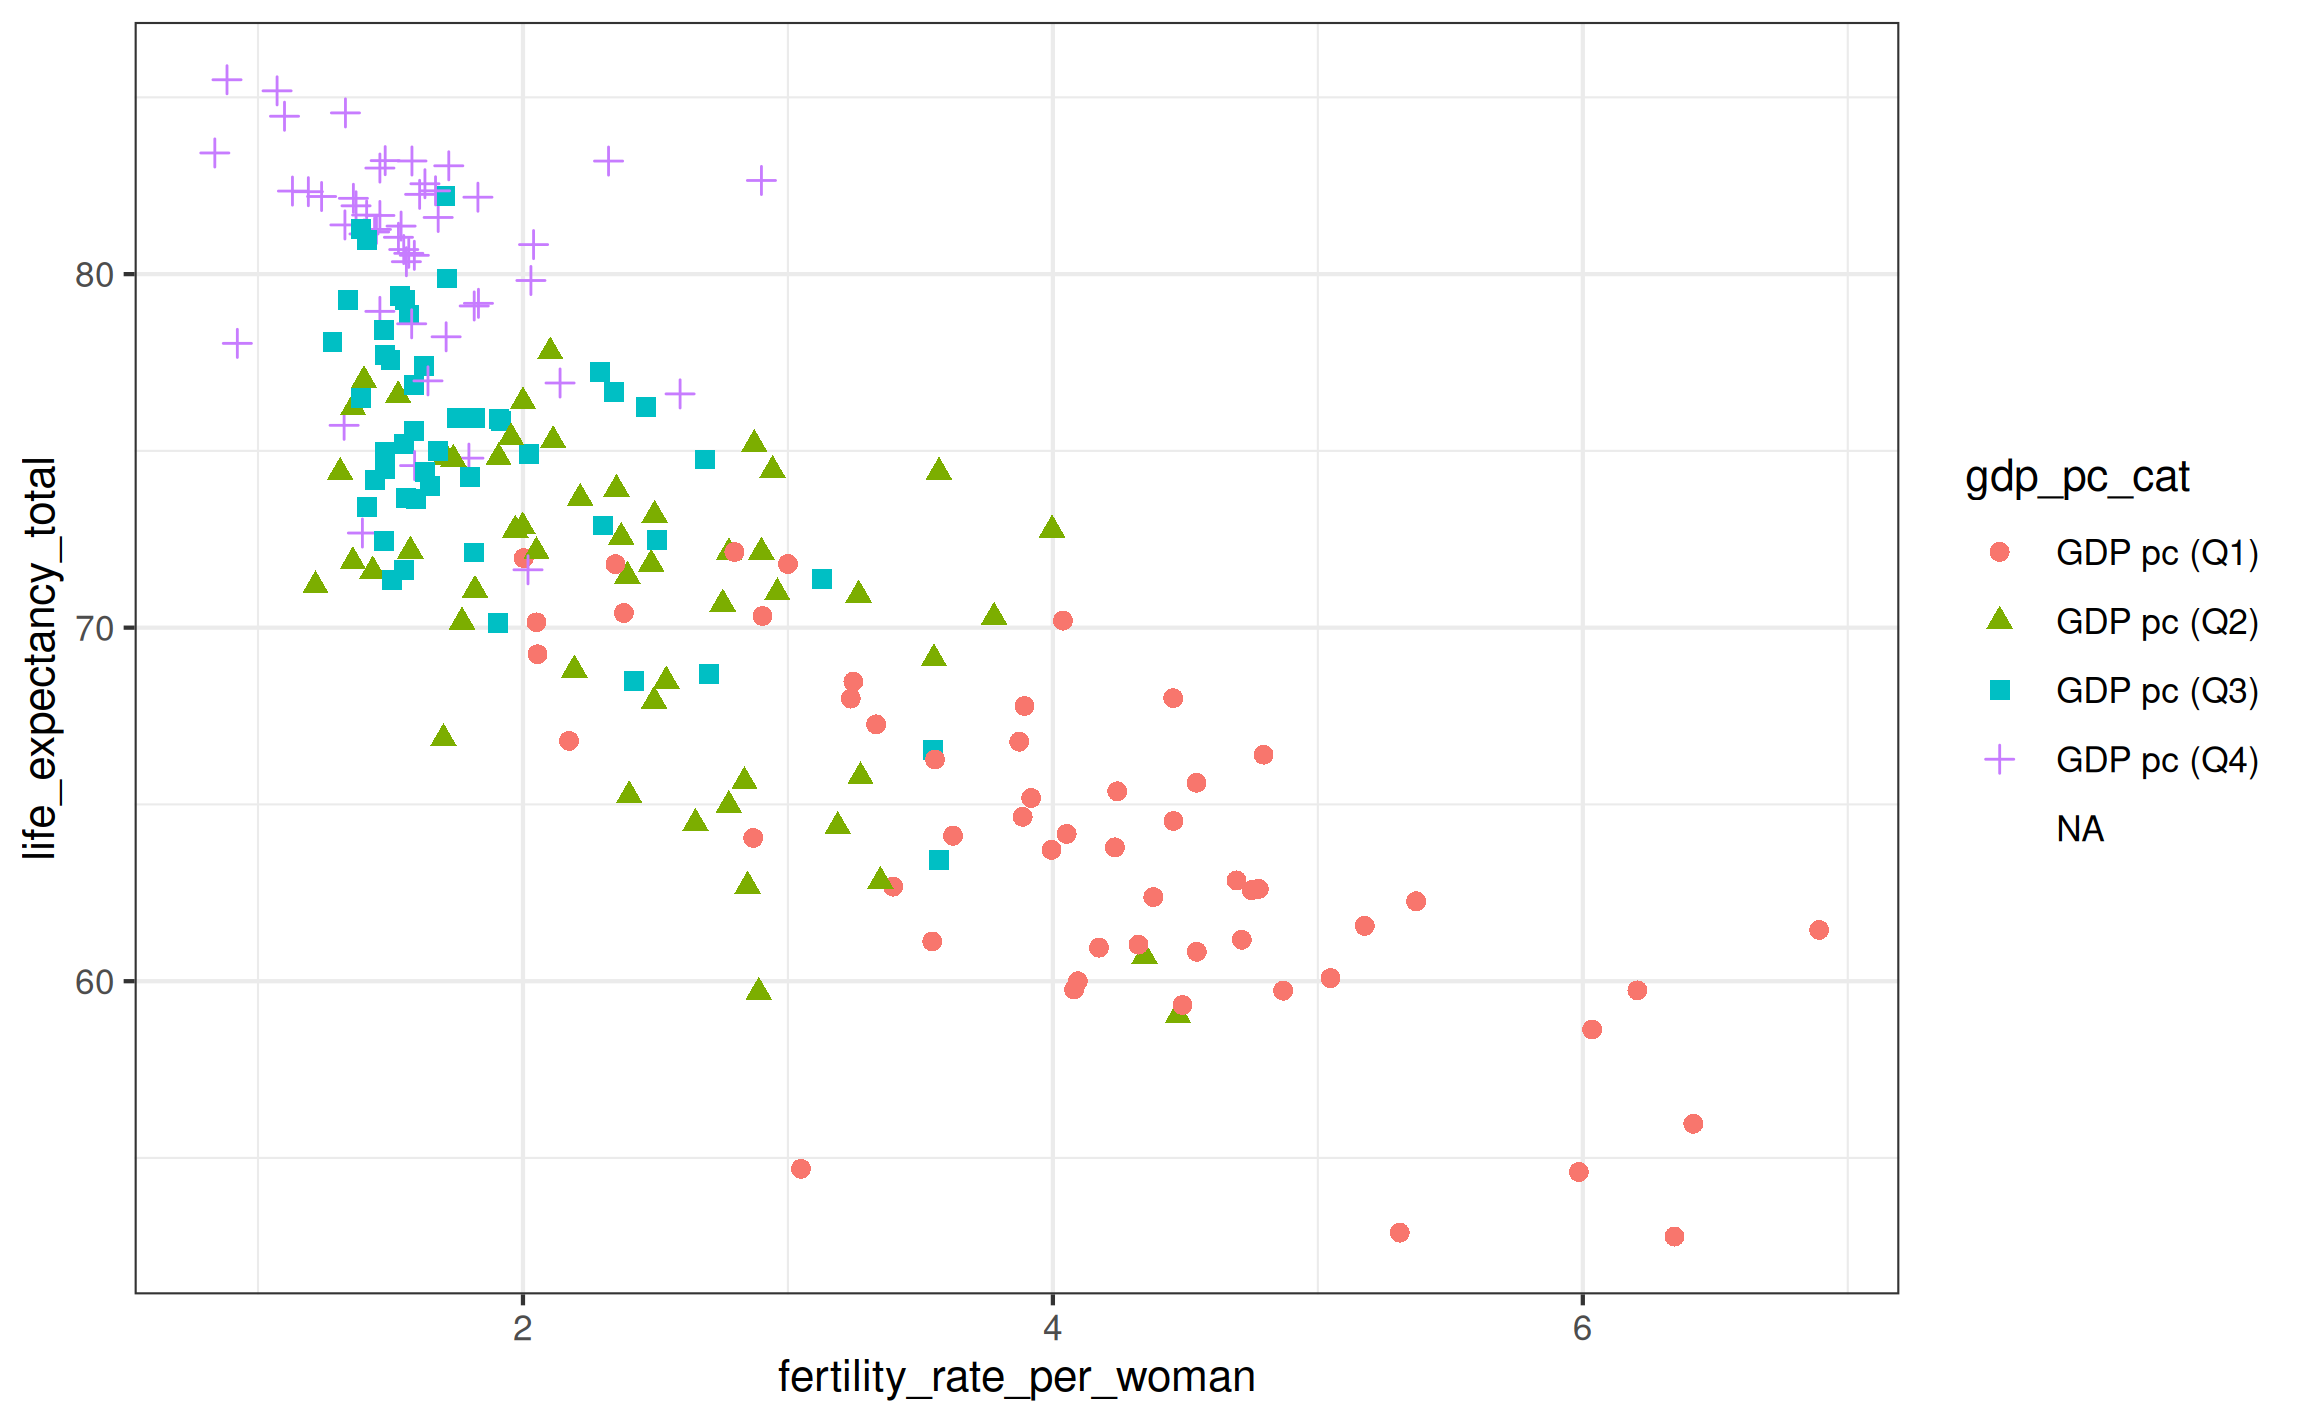 life_expectancy_total
80
70
60
2 4 6
fertility_rate_per_woman
gdp_pc_cat
GDP pc (Q1)
GDP pc (Q2)
GDP pc (Q3)
GDP pc (Q4)
NA